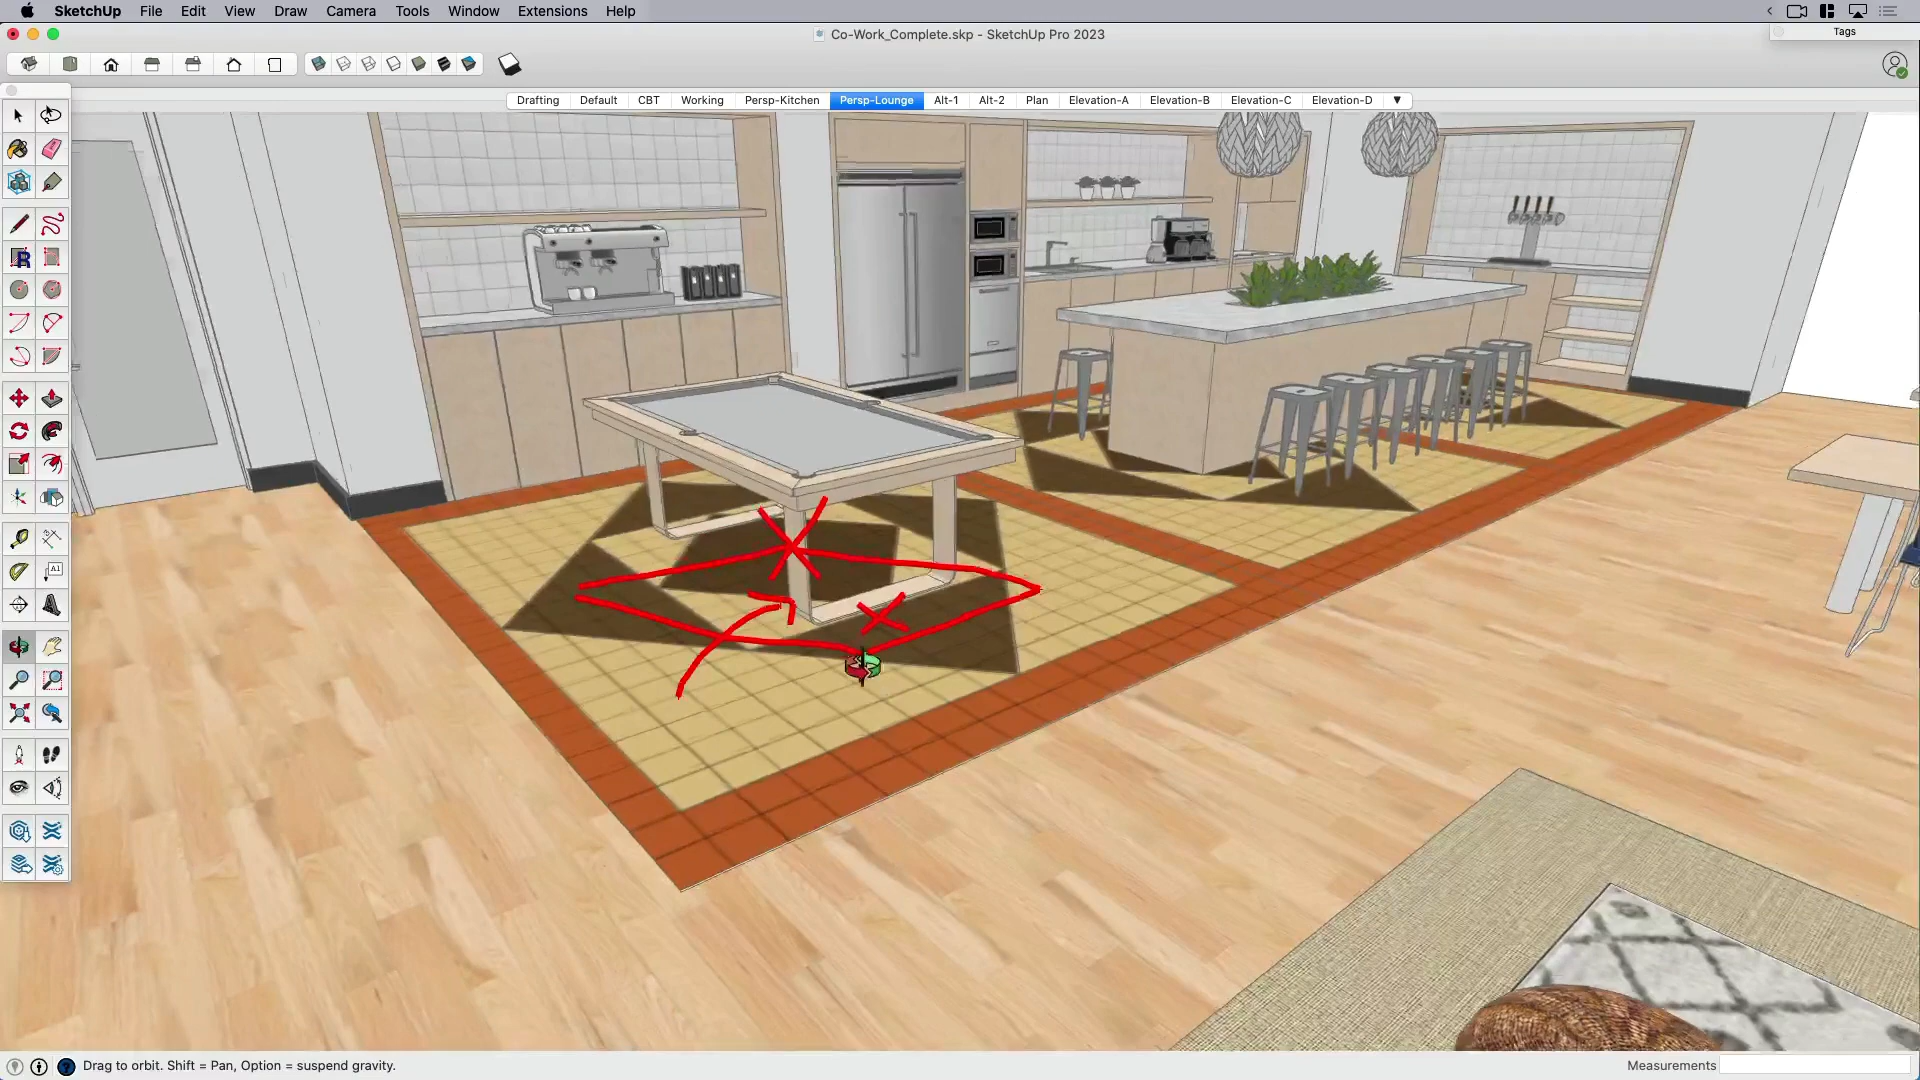 SketchUp File Edit View Draw Camera Tools Window Extensions Help
Co-Work_Complete.skp - SketchUp Pro 2023
Tags
Drafting Default CBT Working Persp-Kitchen Persp-Lounge Alt-1 Alt-2 Plan Elevation-A Elevation-B Elevation-C Elevation-D
Drag to orbit. Shift = Pan, Option = suspend gravity.
Measurements